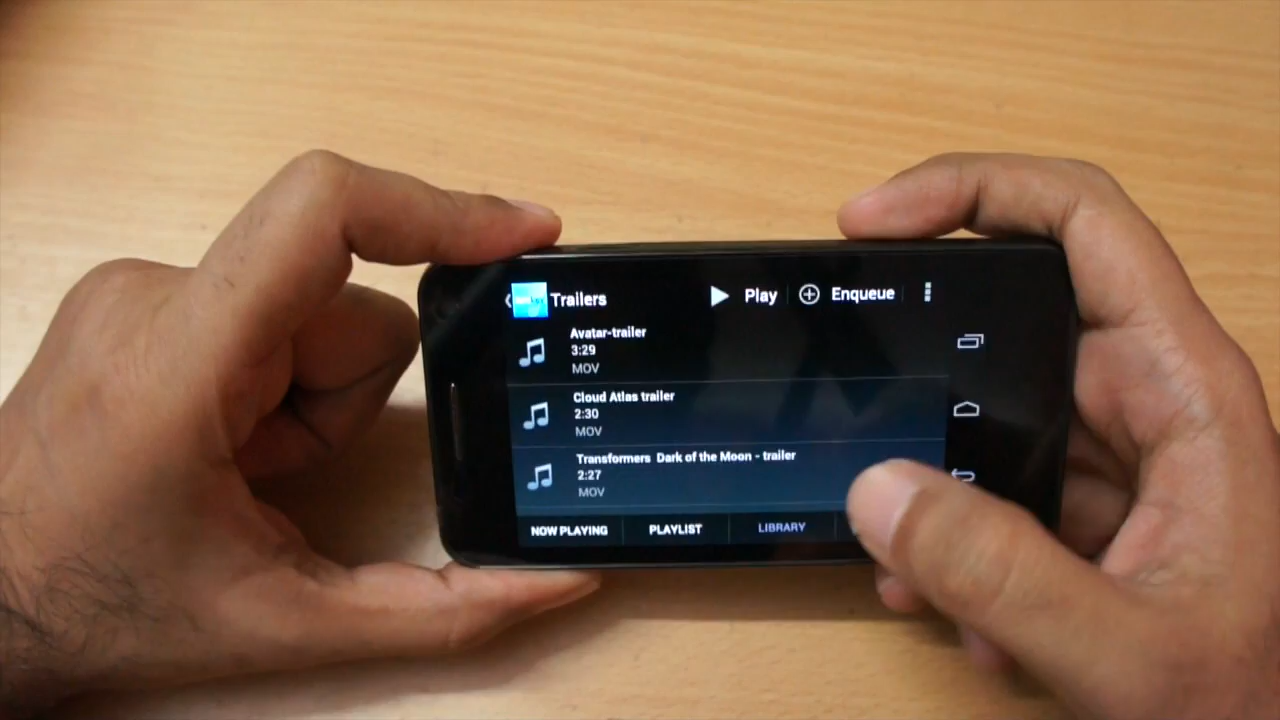 Trailers
Play
Enqueue
Avatar-trailer
3:29
MOV
Cloud Atlas trailer
2:30
MOV
Transformers Dark of the Moon - trailer
2:27
MOV
NOW PLAYING
PLAYLIST
LIBRARY